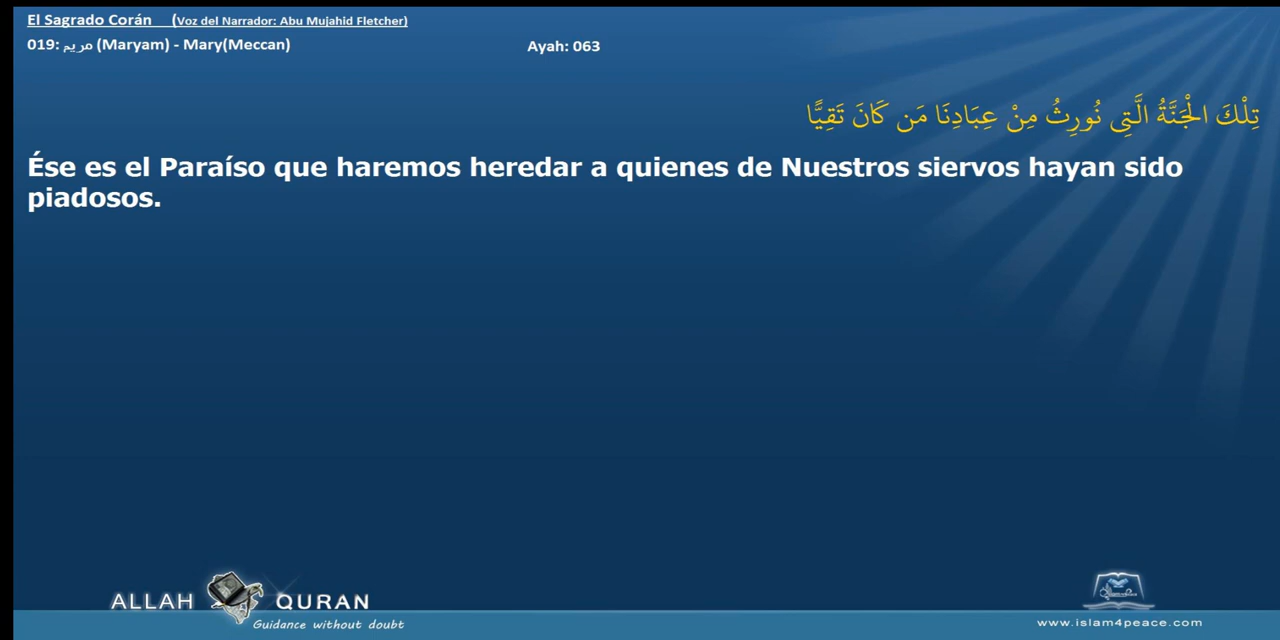 El Sagrado Corán (Voz del Narrador: Abu Mujahid Fletcher)
019: مريم (Maryam) - Mary(Meccan) Ayah: 063
تِلْكَ الْجَنَّةُ الَّتِي نُورِثُ مِنْ عِبَادِنَا مَن كَانَ تَقِيًّا
Ése es el Paraíso que haremos heredar a quienes de Nuestros siervos hayan sido
piadosos.
ALLAH QURAN
Guidance without doubt
www.islam4peace.com